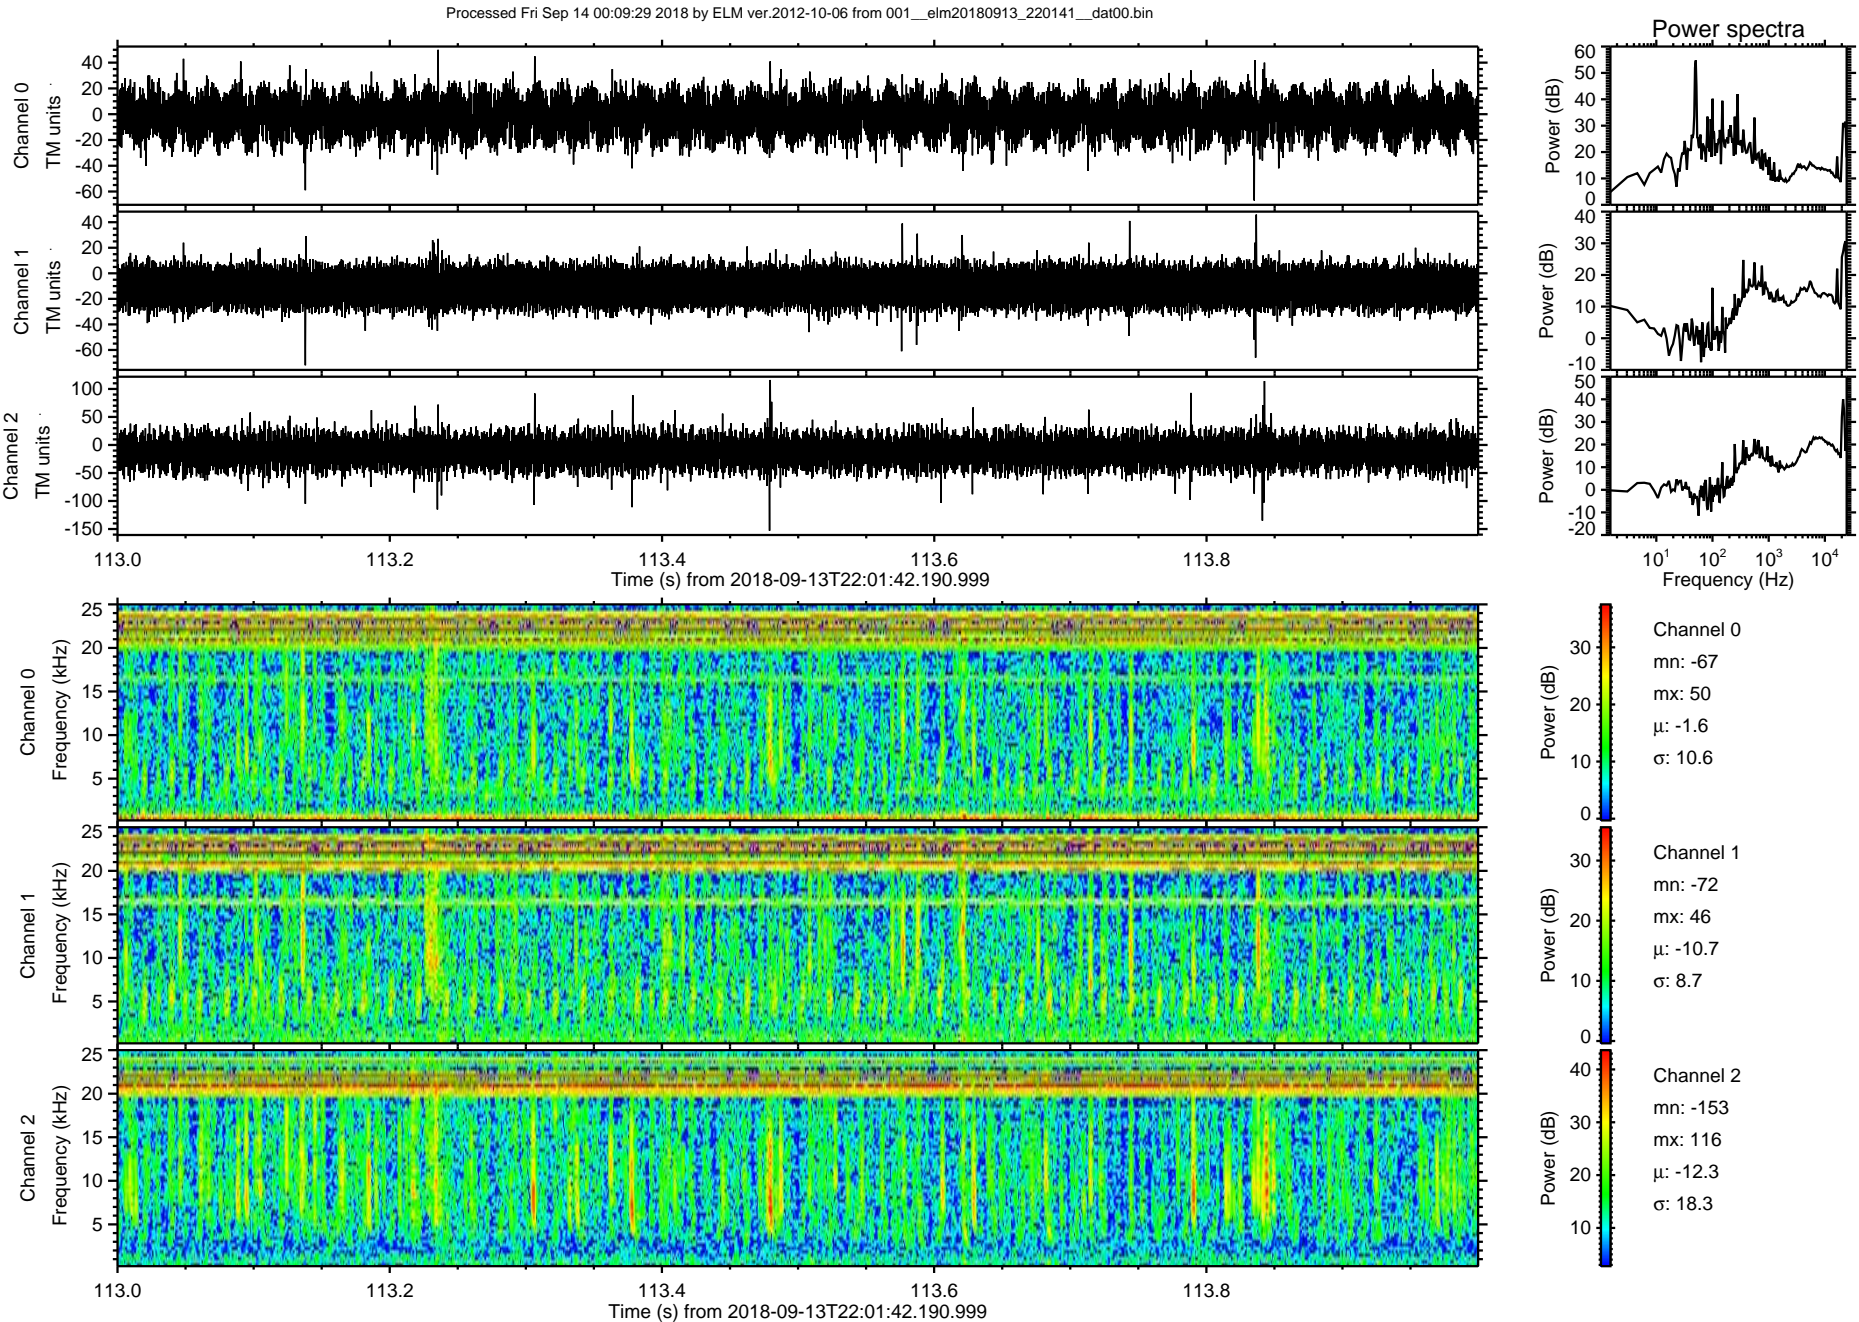 Processed Fri Sep 14 00:09:29 2018 by ELM ver.2012-10-06 from 001__elm20180913_220141__dat00.bin
Power spectra
Channel 0
TM units
40
20
0
-20
-40
-60
Power (dB)
60
50
40
30
20
10
0
Channel 1
TM units
40
20
0
-20
-40
-60
Power (dB)
40
30
20
10
0
-10
Channel 2
TM units
100
50
0
-50
-100
-150
Power (dB)
50
40
30
20
10
0
-10
-20
113.0 113.2 113.4 113.6 113.8
Time (s) from 2018-09-13T22:01:42.190.999
10^1 10^2 10^3 10^4
Frequency (Hz)
Channel 0
Frequency (kHz)
25
20
15
10
5
Power (dB)
30
20
10
0
Channel 0
mn: -67
mx: 50
µ: -1.6
σ: 10.6
Channel 1
Frequency (kHz)
25
20
15
10
5
Power (dB)
30
20
10
0
Channel 1
mn: -72
mx: 46
µ: -10.7
σ: 8.7
Channel 2
Frequency (kHz)
25
20
15
10
5
Power (dB)
40
30
20
10
Channel 2
mn: -153
mx: 116
µ: -12.3
σ: 18.3
113.0 113.2 113.4 113.6 113.8
Time (s) from 2018-09-13T22:01:42.190.999